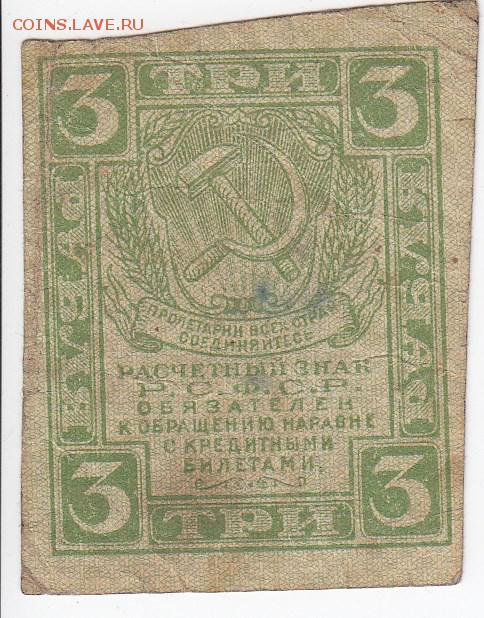 COINS.LAVE.RU
3 ТРИ 3
РУБЛЯ
РУБЛЯ
ПРОЛЕТАРИИ ВСЕХ СТРАН
СОЕДИНЯЙТЕСЬ
РАСЧЕТНЫЙ ЗНАК
Р.С.Ф.С.Р.
ОБЯЗАТЕЛЕН
К ОБРАЩЕНИЮ НАРАВНЕ
С КРЕДИТНЫМИ
БИЛЕТАМИ.
3 ТРИ 3